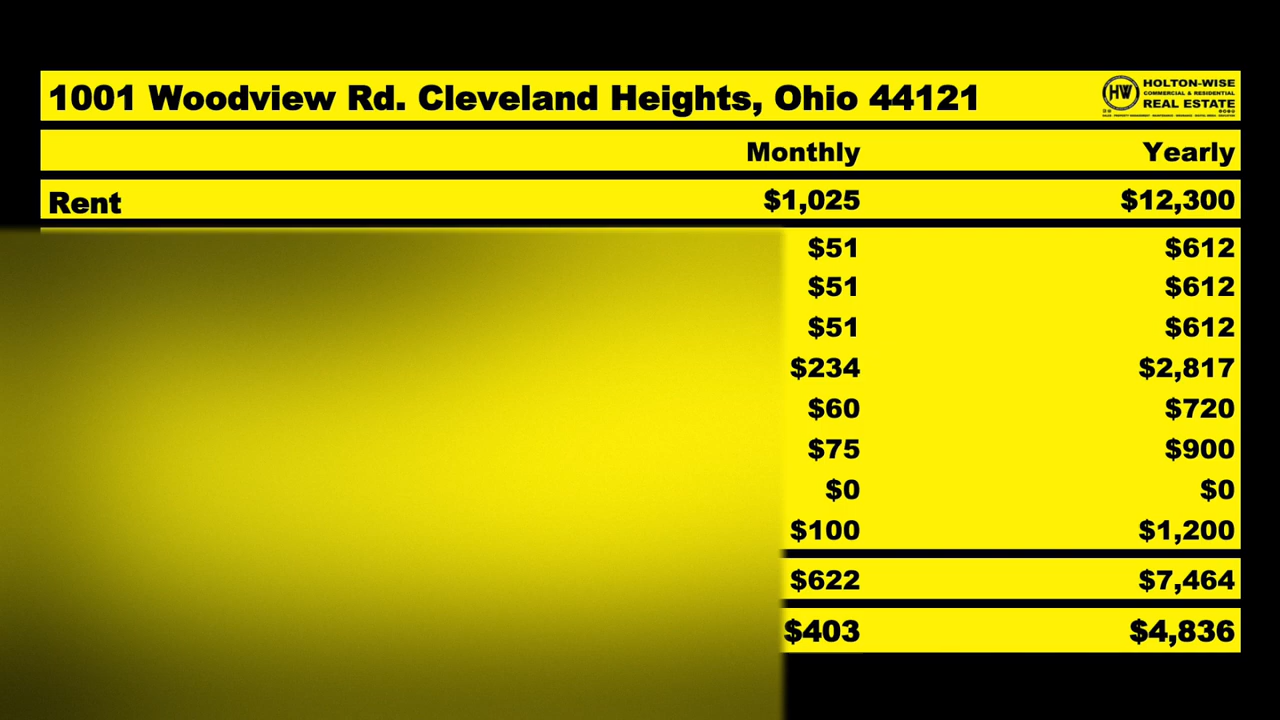 1001 Woodview Rd. Cleveland Heights, Ohio 44121
HW
HOLTON-WISE
COMMERCIAL & RESIDENTIAL
REAL ESTATE
Monthly Yearly
Rent $1,025 $12,300
$51 $612
$51 $612
$51 $612
$234 $2,817
$60 $720
$75 $900
$0 $0
$100 $1,200
$622 $7,464
$403 $4,836